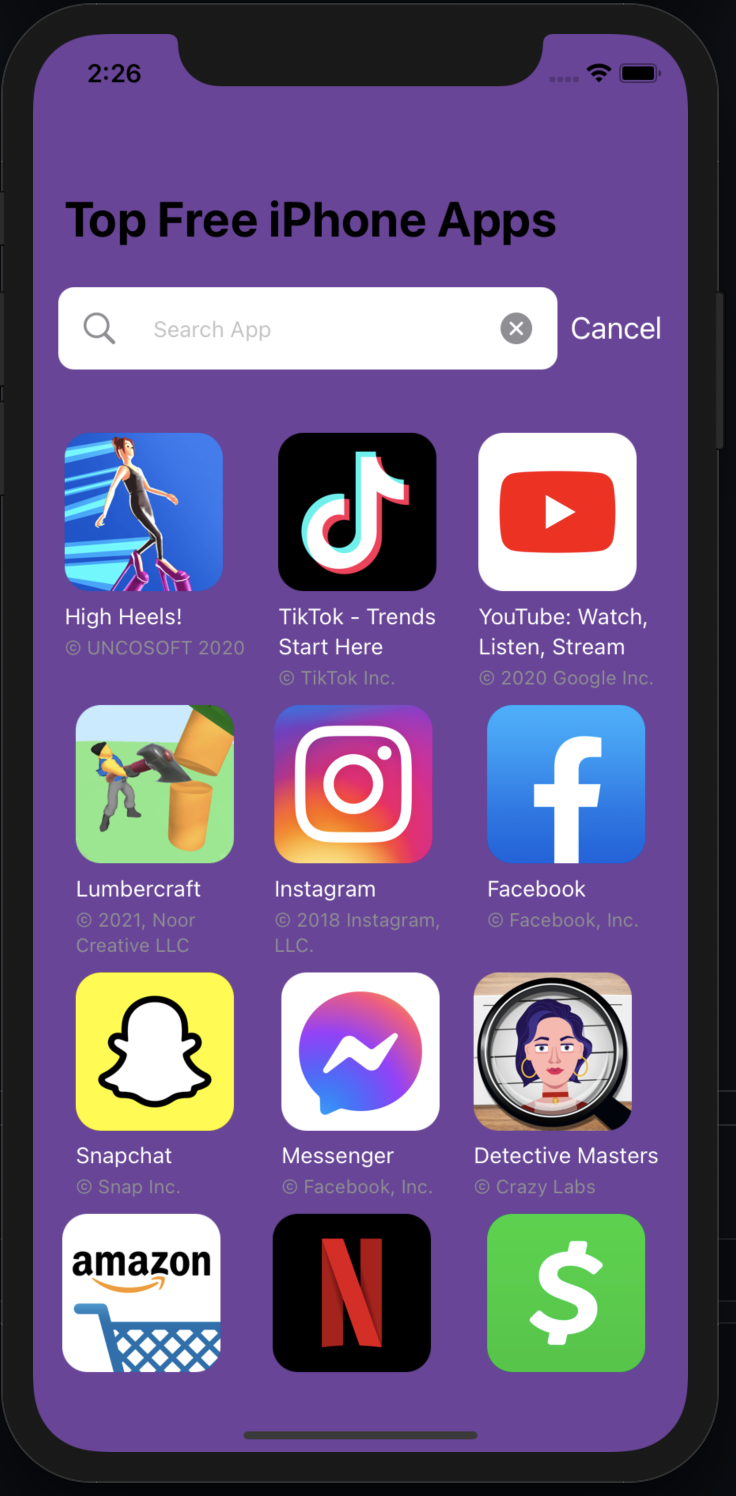 2:26
Top Free iPhone Apps
Search App
Cancel
High Heels!
© UNCOSOFT 2020
TikTok - Trends
Start Here
© TikTok Inc.
YouTube: Watch,
Listen, Stream
© 2020 Google Inc.
Lumbercraft
© 2021, Noor
Creative LLC
Instagram
© 2018 Instagram,
LLC.
Facebook
© Facebook, Inc.
Snapchat
© Snap Inc.
Messenger
© Facebook, Inc.
Detective Masters
© Crazy Labs
amazon
N
$